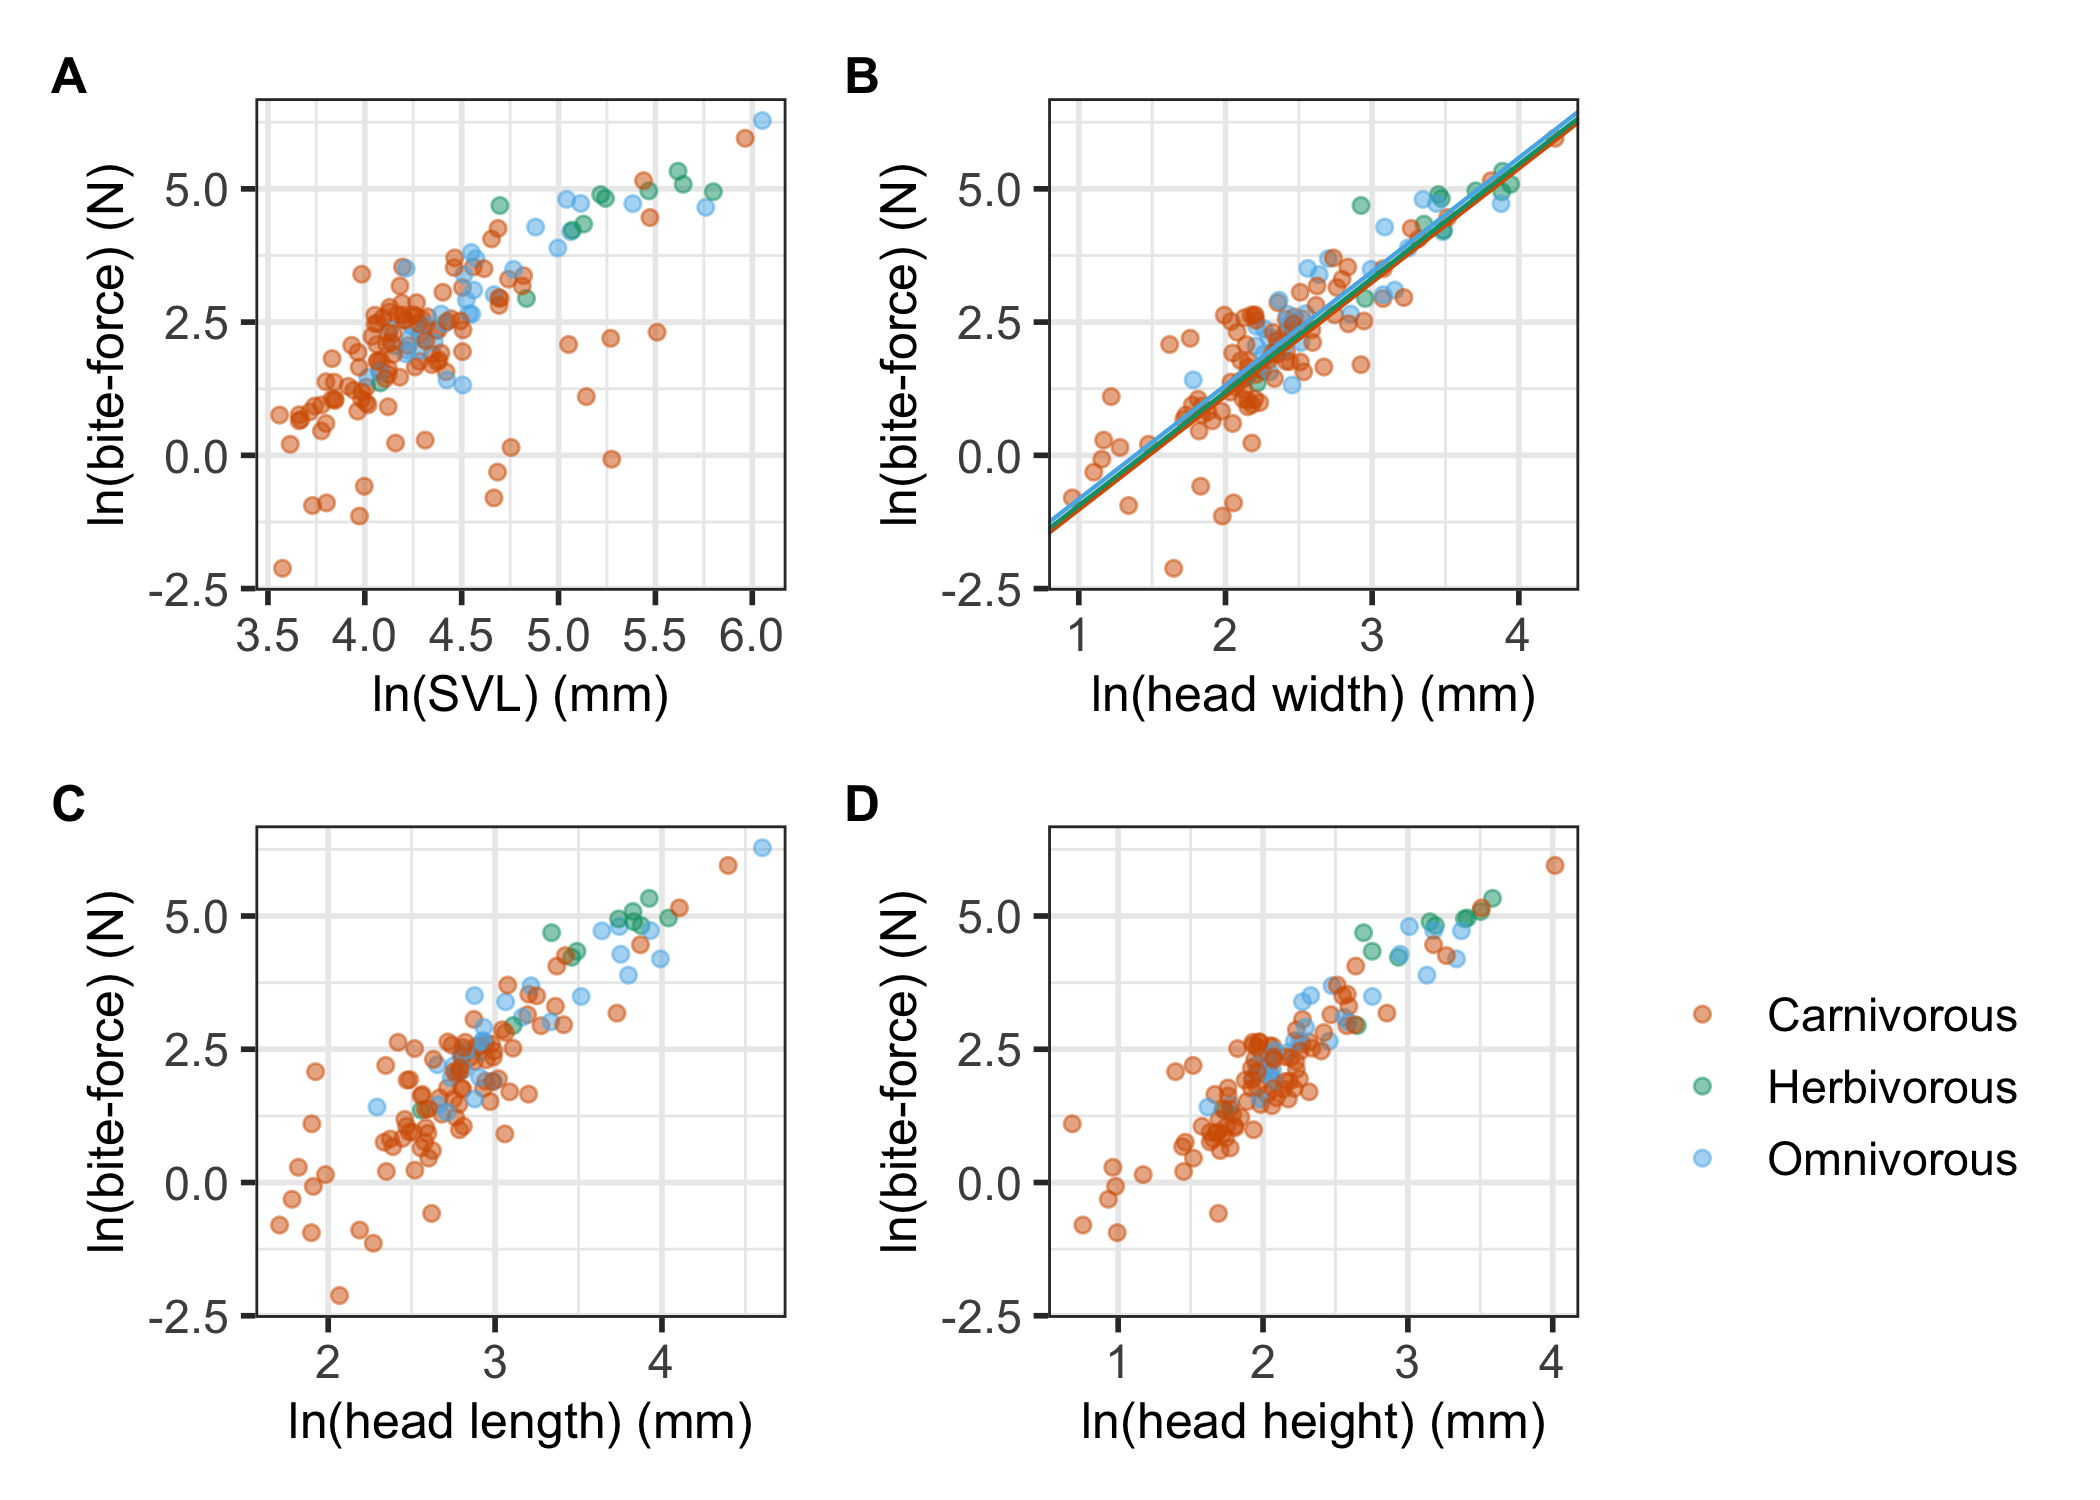 A
B
ln(bite-force) (N)
5.0
2.5
0.0
-2.5
3.5 4.0 4.5 5.0 5.5 6.0
ln(SVL) (mm)
ln(bite-force) (N)
5.0
2.5
0.0
-2.5
1 2 3 4
ln(head width) (mm)
C
D
ln(bite-force) (N)
5.0
2.5
0.0
-2.5
2 3 4
ln(head length) (mm)
ln(bite-force) (N)
5.0
2.5
0.0
-2.5
1 2 3 4
ln(head height) (mm)
Carnivorous
Herbivorous
Omnivorous